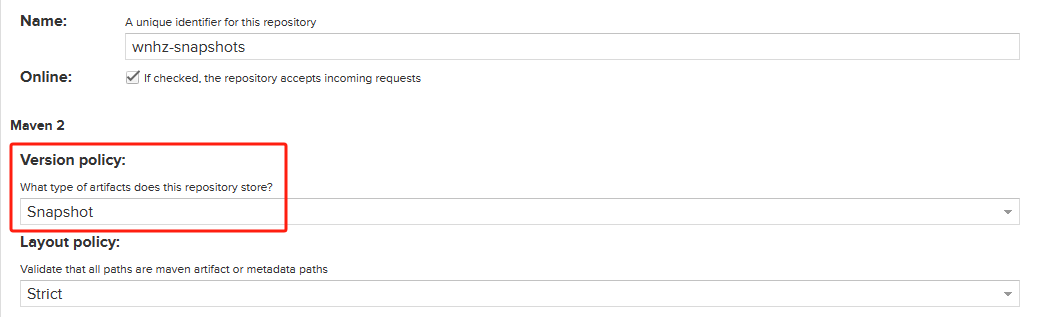 Name: A unique identifier for this repository
wnhz-snapshots
Online: If checked, the repository accepts incoming requests
Maven 2
Version policy:
What type of artifacts does this repository store?
Snapshot
Layout policy:
Validate that all paths are maven artifact or metadata paths
Strict